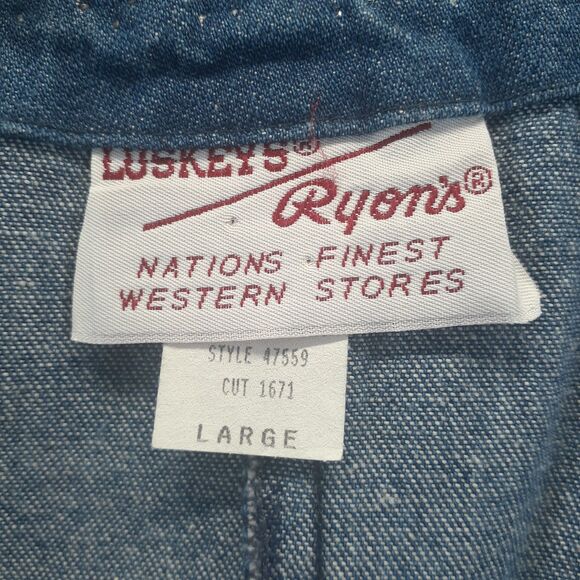 LUSKEY'S®
Ryon's®
NATIONS FINEST
WESTERN STORES
STYLE 47559
CUT 1671
LARGE